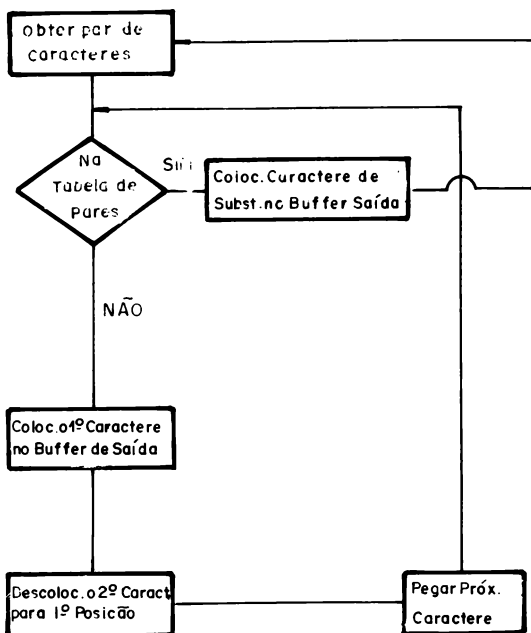 Obter par de
caracteres
Na
Tabela de
Pares
Sim
Coloc. Caractere de
Subst. no Buffer Saída
NÃO
Coloc. o 1º Caractere
no Buffer de Saída
Descoloc. o 2º Caract
para 1º Posicão
Pegar Próx.
Caractere